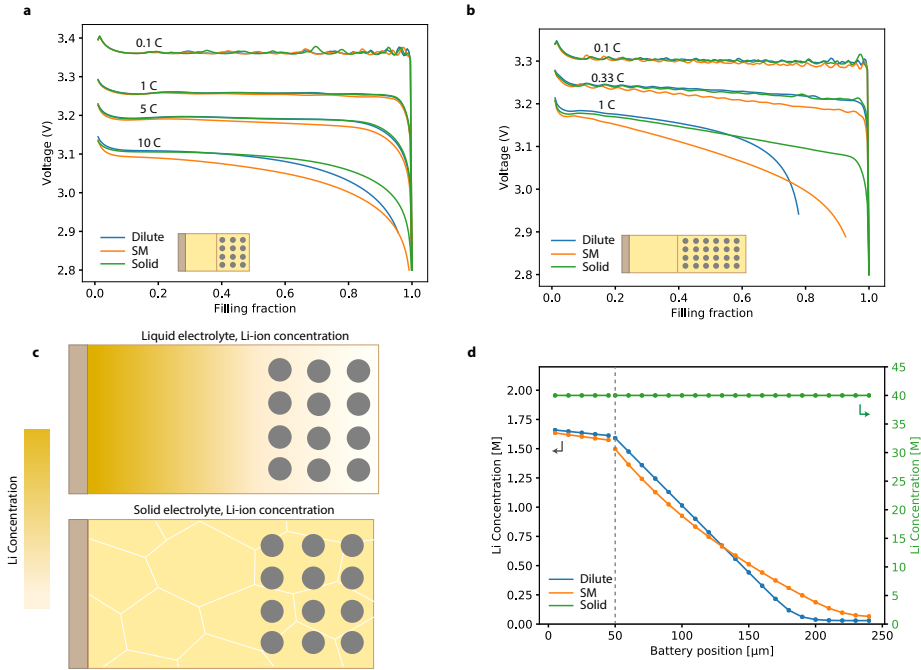 a
3.4
3.3
3.2
3.1
3.0
2.9
2.8
Voltage (V)
0.1 C
1 C
5 C
10 C
Dilute
SM
Solid
0.0 0.2 0.4 0.6 0.8 1.0
Filling fraction
b
3.3
3.2
3.1
3.0
2.9
2.8
Voltage (V)
0.1 C
0.33 C
1 C
Dilute
SM
Solid
0.0 0.2 0.4 0.6 0.8 1.0
Filling fraction
c
Liquid electrolyte, Li-ion concentration
Solid electrolyte, Li-ion concentration
Li Concentration
d
2.00
1.75
1.50
1.25
1.00
0.75
0.50
0.25
0.00
Li Concentration [M]
Dilute
SM
Solid
0 50 100 150 200 250
Battery position [μm]
45
40
35
30
25
20
15
10
5
0
Li Concentration [M]